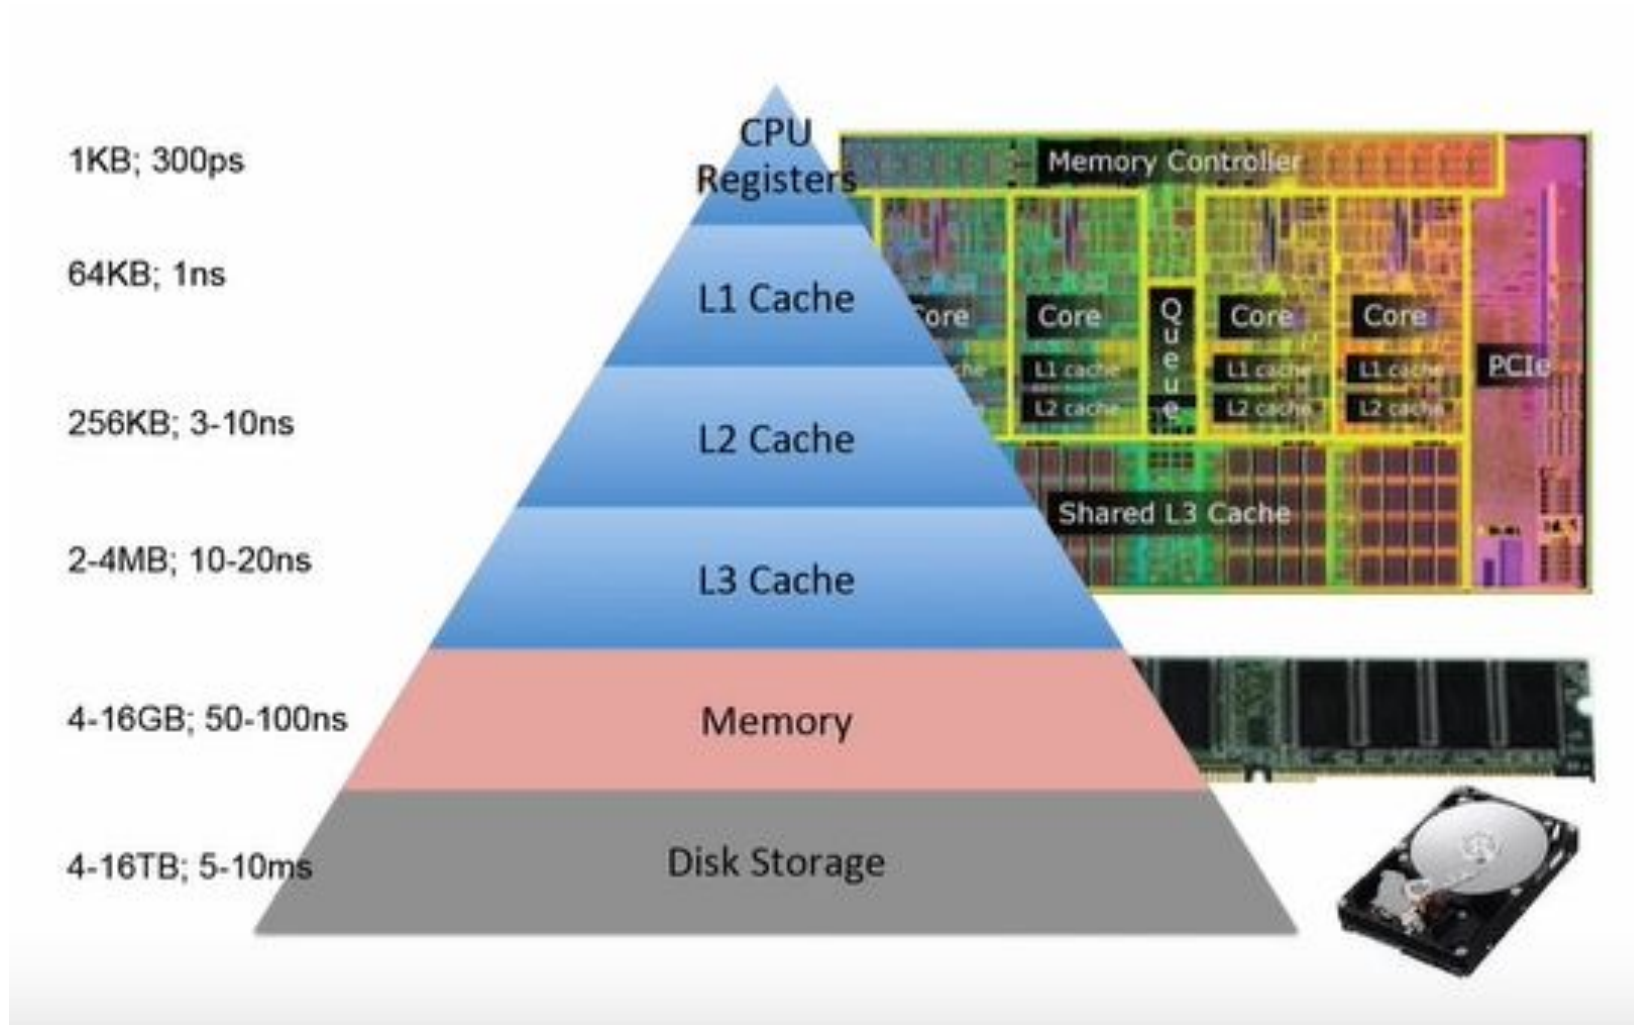 1KB; 300ps
CPU
Registers
Memory Controller
64KB; 1ns
L1 Cache
Core
Core
Queue
Core
Core
L1 cache
L1 cache
L1 cache
PCIe
L2 cache
L2 cache
L2 cache
256KB; 3-10ns
L2 Cache
Shared L3 Cache
2-4MB; 10-20ns
L3 Cache
4-16GB; 50-100ns
Memory
4-16TB; 5-10ms
Disk Storage